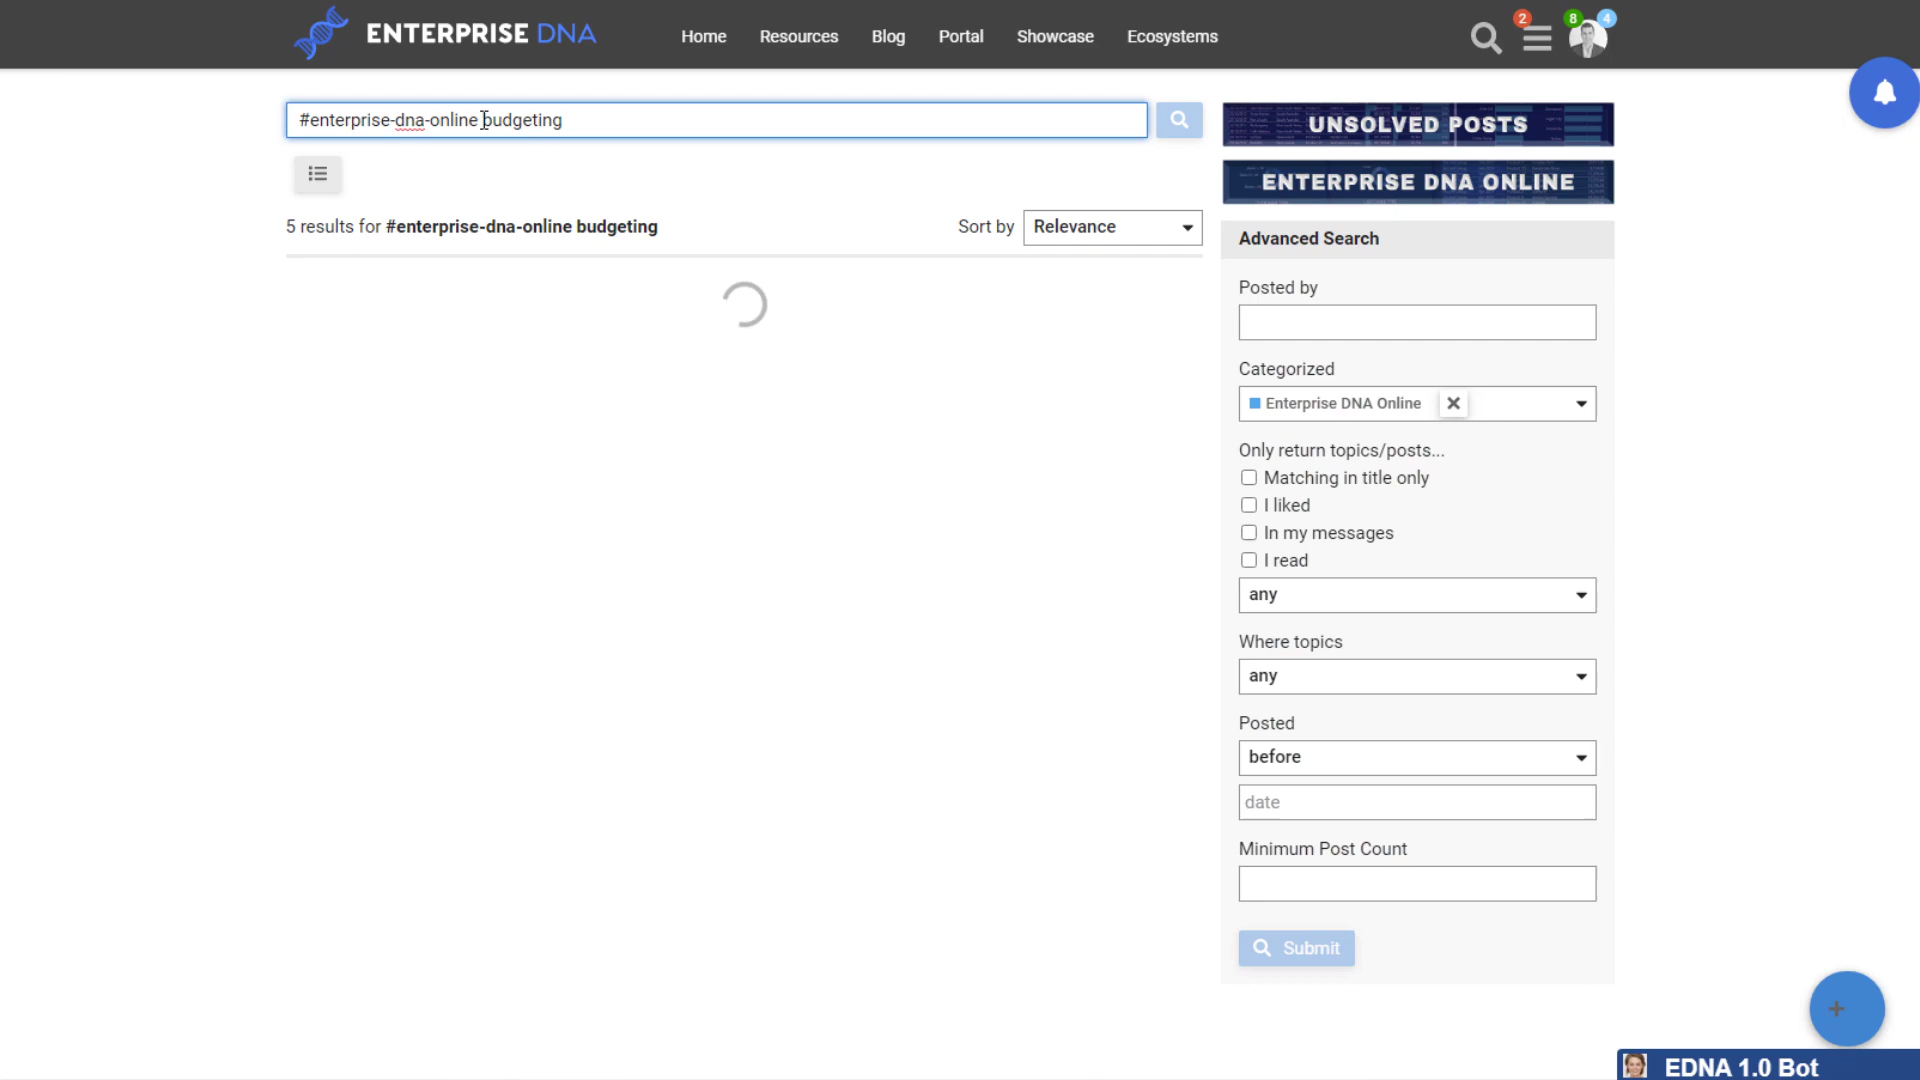 ENTERPRISE DNA
Home Resources Blog Portal Showcase Ecosystems
2 8 4
#enterprise-dna-online budgeting
UNSOLVED POSTS
ENTERPRISE DNA ONLINE
5 results for #enterprise-dna-online budgeting
Sort by Relevance
Advanced Search
Posted by
Categorized
Enterprise DNA Online
Only return topics/posts...
Matching in title only
I liked
In my messages
I read
any
Where topics
any
Posted
before
date
Minimum Post Count
Submit
EDNA 1.0 Bot